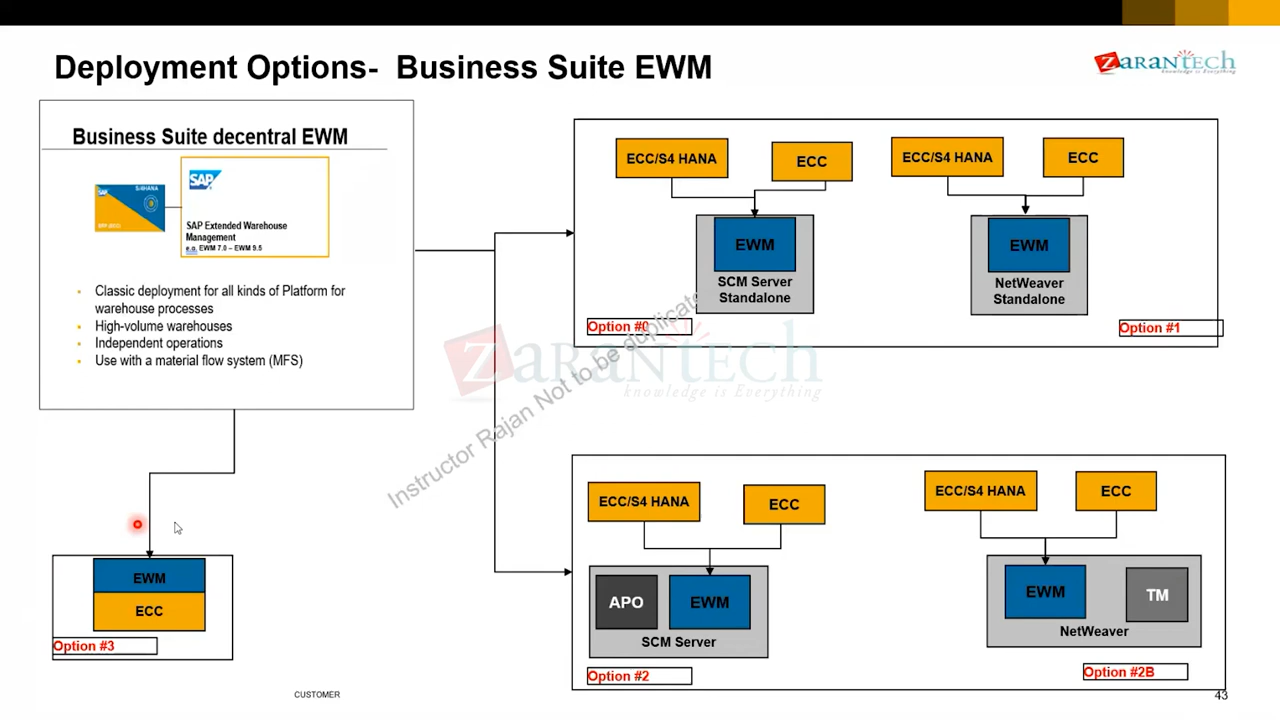 Deployment Options- Business Suite EWM
ZaranTech
knowledge is Everything
Business Suite decentral EWM
SAP
S/4HANA
SAP
SAP Extended Warehouse
Management
e.g. EWM 7.0 – EWM 9.5
Classic deployment for all kinds of Platform for
warehouse processes
High-volume warehouses
Independent operations
Use with a material flow system (MFS)
ECC/S4 HANA
ECC
EWM
SCM Server
Standalone
Option #0
ECC/S4 HANA
ECC
EWM
NetWeaver
Standalone
Option #1
ZaranTech
knowledge is Everything
Instructor Rajan Not to be duplicate
ECC/S4 HANA
ECC
APO
EWM
SCM Server
Option #2
ECC/S4 HANA
ECC
EWM
TM
NetWeaver
Option #2B
EWM
ECC
Option #3
CUSTOMER
43